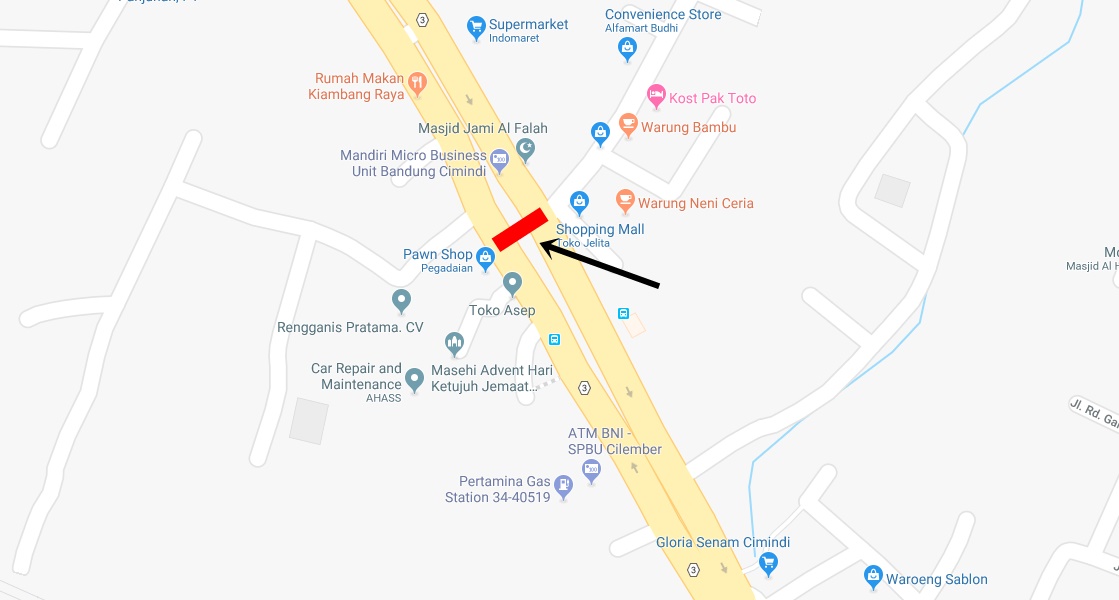 3
Supermarket
Indomaret
Convenience Store
Alfamart Budhi
Rumah Makan
Kiambang Raya
Kost Pak Toto
Masjid Jami Al Falah
Warung Bambu
Mandiri Micro Business
Unit Bandung Cimindi
Warung Neni Ceria
Shopping Mall
Toko Jelita
Pawn Shop
Pegadaian
Masjid Al H
Toko Asep
Rengganis Pratama. CV
Car Repair and
Maintenance
AHASS
Masehi Advent Hari
Ketujuh Jemaat...
3
Jl. Rd. Ga
ATM BNI -
SPBU Cilember
Pertamina Gas
Station 34-40519
Gloria Senam Cimindi
3
Waroeng Sablon